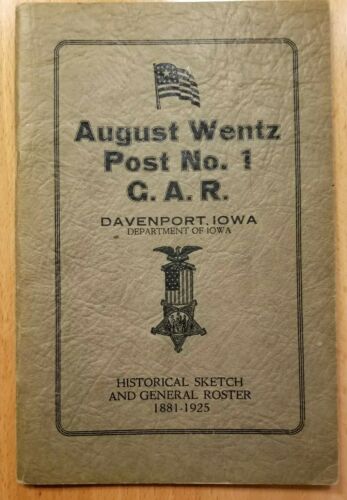 August Wentz
Post No. 1
G. A. R.
DAVENPORT, IOWA
DEPARTMENT OF IOWA
HISTORICAL SKETCH
AND GENERAL ROSTER
1881-1925